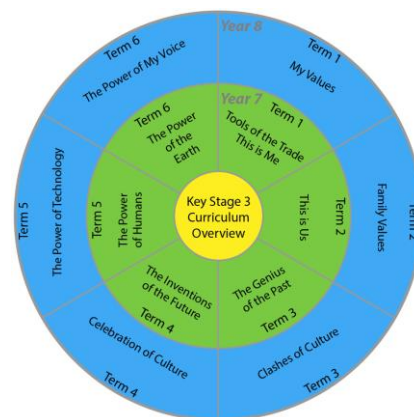 Year 8
Term 1
My Values
Term 2
Family Values
Term 3
Clashes of Culture
Term 4
Celebration of Culture
Term 5
The Power of Technology
Term 6
The Power of My Voice
Year 7
Term 1
Tools of the Trade
This is Me
Term 2
This is Us
The Genius
of the Past
Term 3
The Inventions
of the Future
Term 4
Term 5
The Power
of Humans
Term 6
The Power
of the
Earth
Key Stage 3
Curriculum
Overview